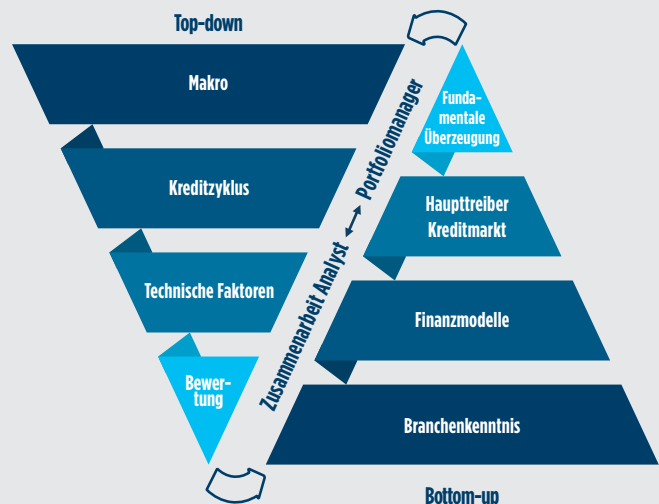 Top-down
Makro
Kreditzyklus
Technische Faktoren
Bewer-
tung
Zusammenarbeit Analyst ↔ Portfoliomanager
Funda-
mentale
Überzeugung
Haupttreiber
Kreditmarkt
Finanzmodelle
Branchenkenntnis
Bottom-up